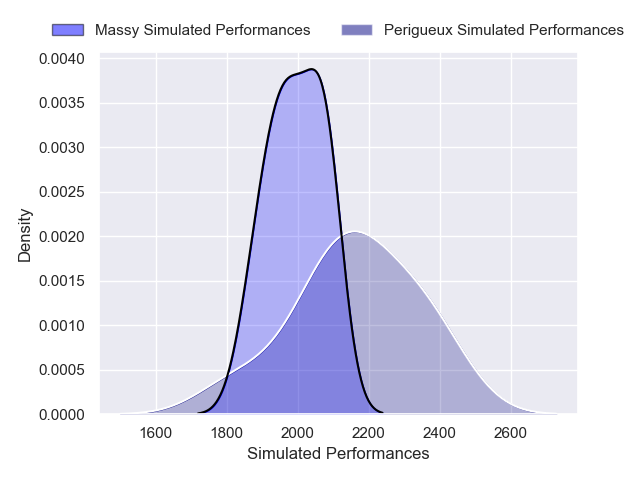 Massy Simulated Performances Perigueux Simulated Performances
0.0040
0.0035
0.0030
0.0025
0.0020
0.0015
0.0010
0.0005
0.0000
Density
1600 1800 2000 2200 2400 2600
Simulated Performances